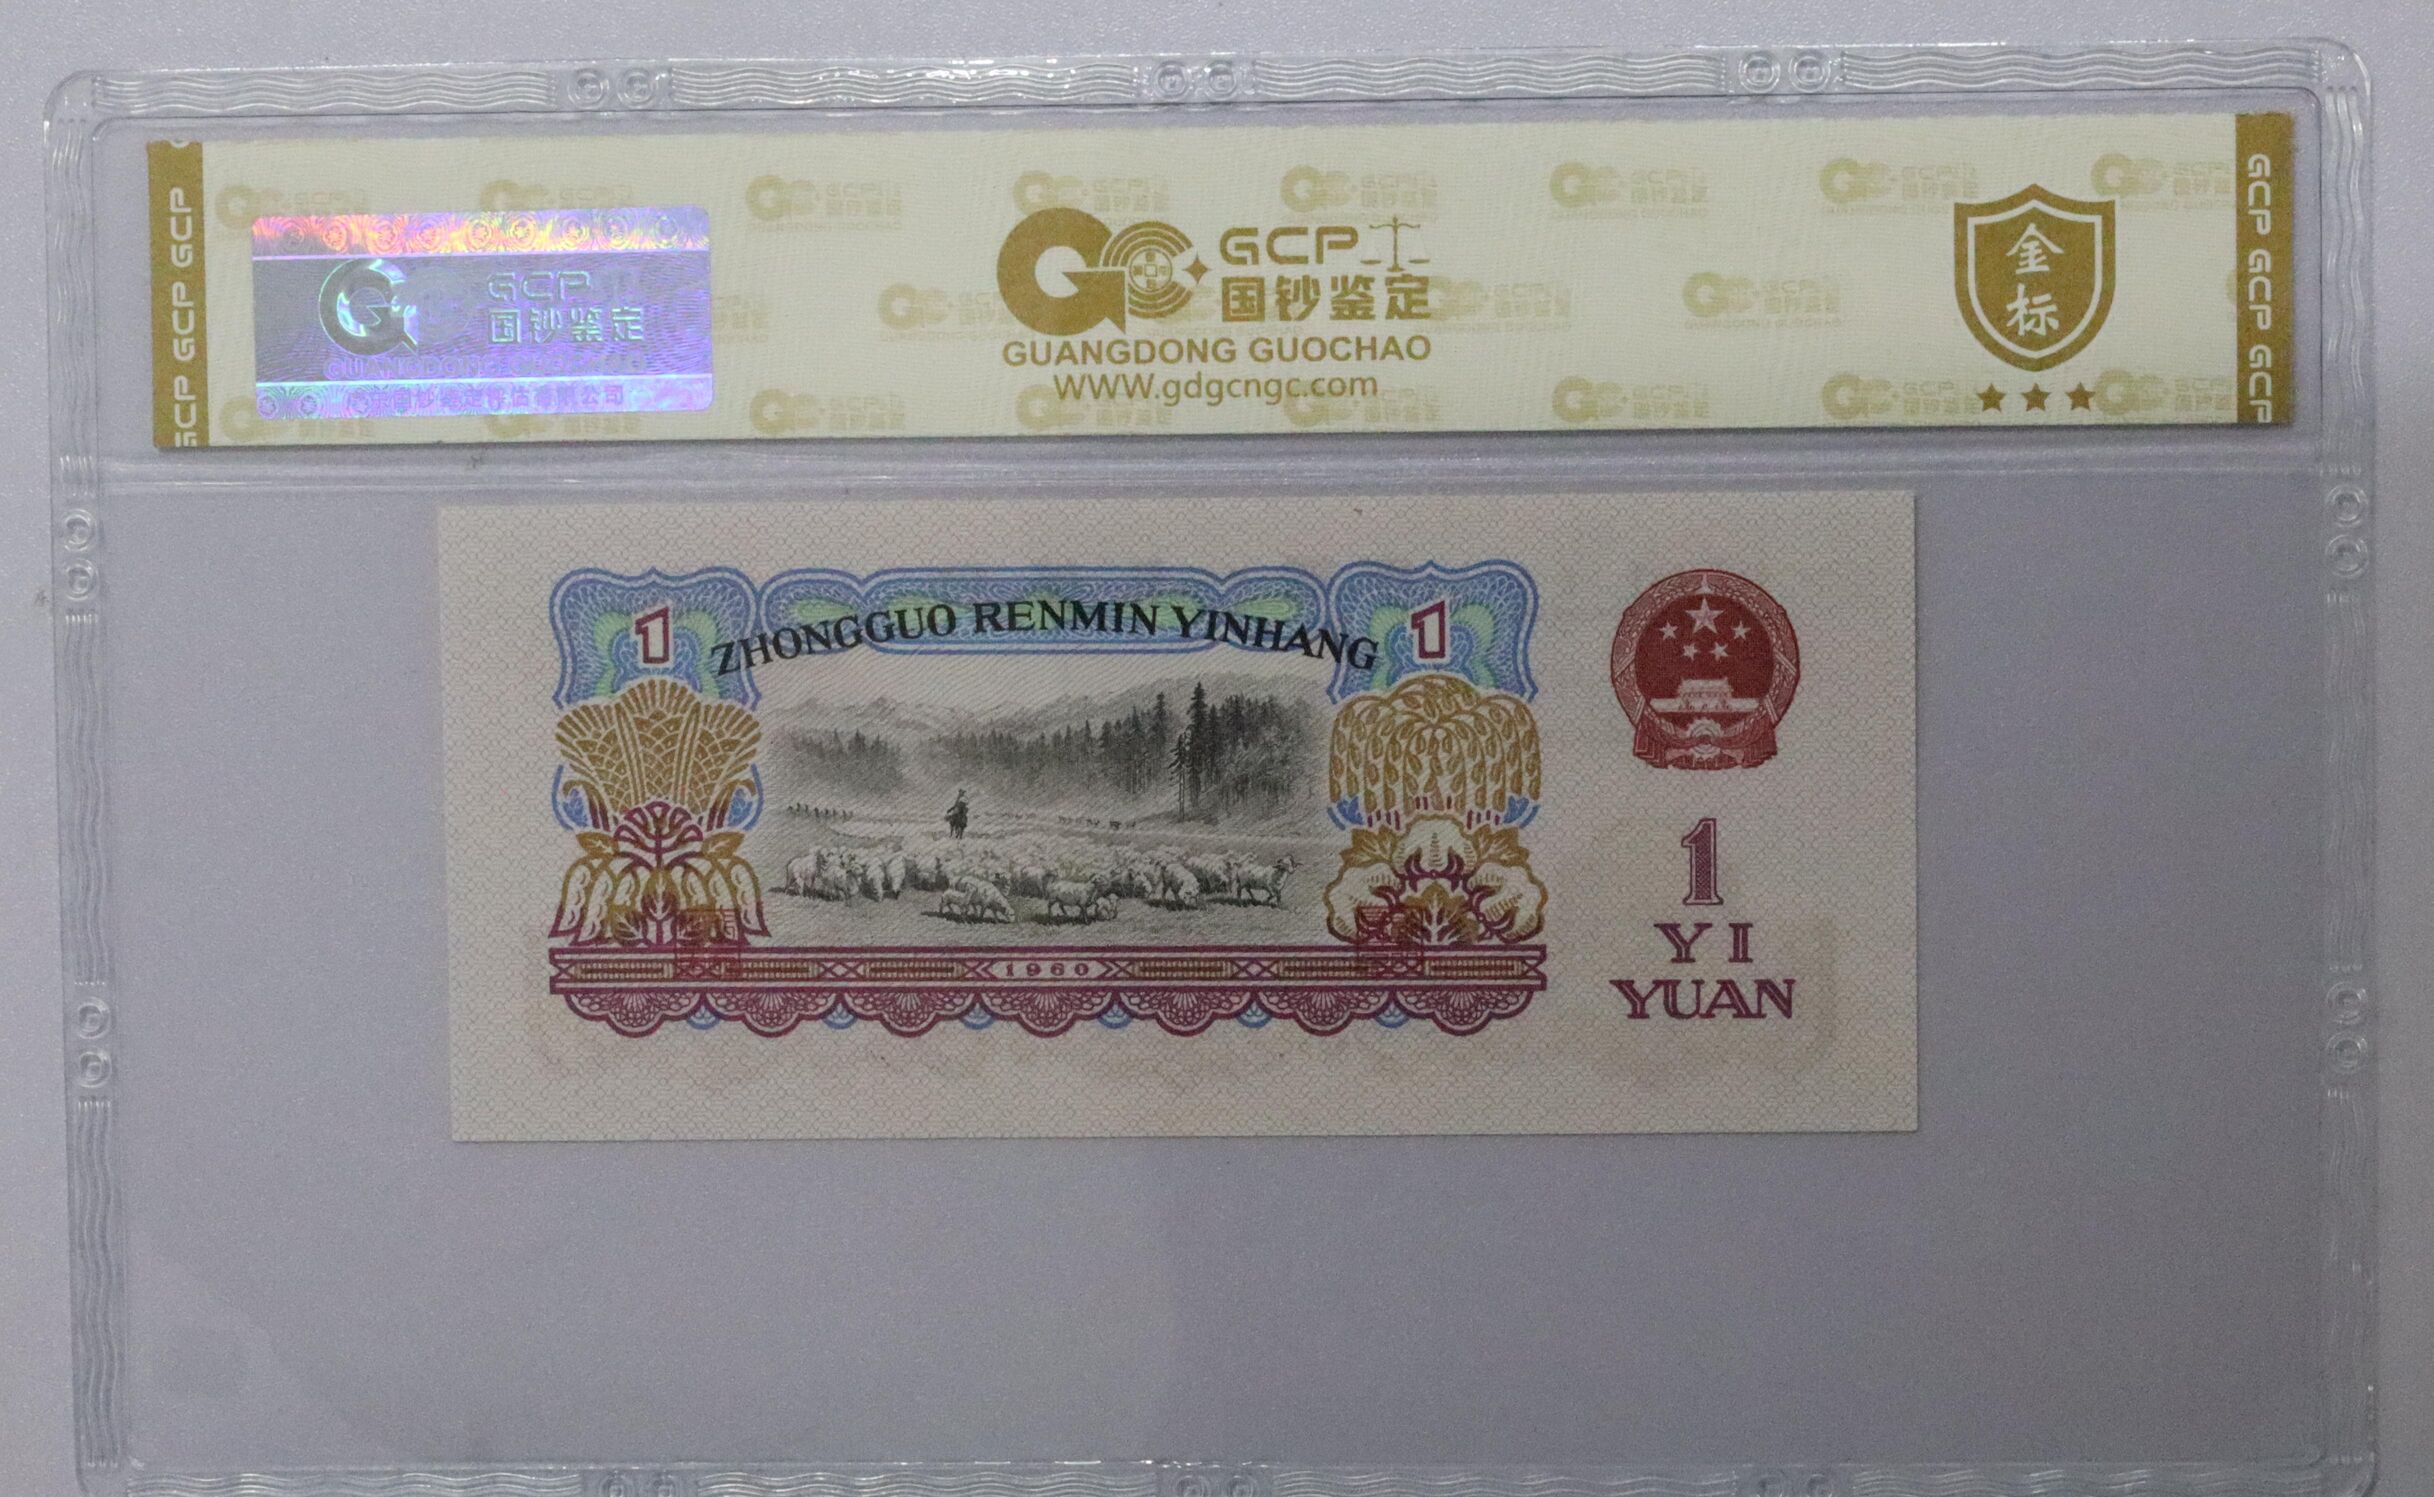 GCP GCP GCP
GCP
国钞鉴定
GUANGDONG GUOCHAO
GCP
国钞鉴定
GUANGDONG GUOCHAO
WWW.gdgcngc.com
金
标
GCP GCP GCP
1
ZHONGGUO RENMIN YINHANG
1
1960
1
YI
YUAN